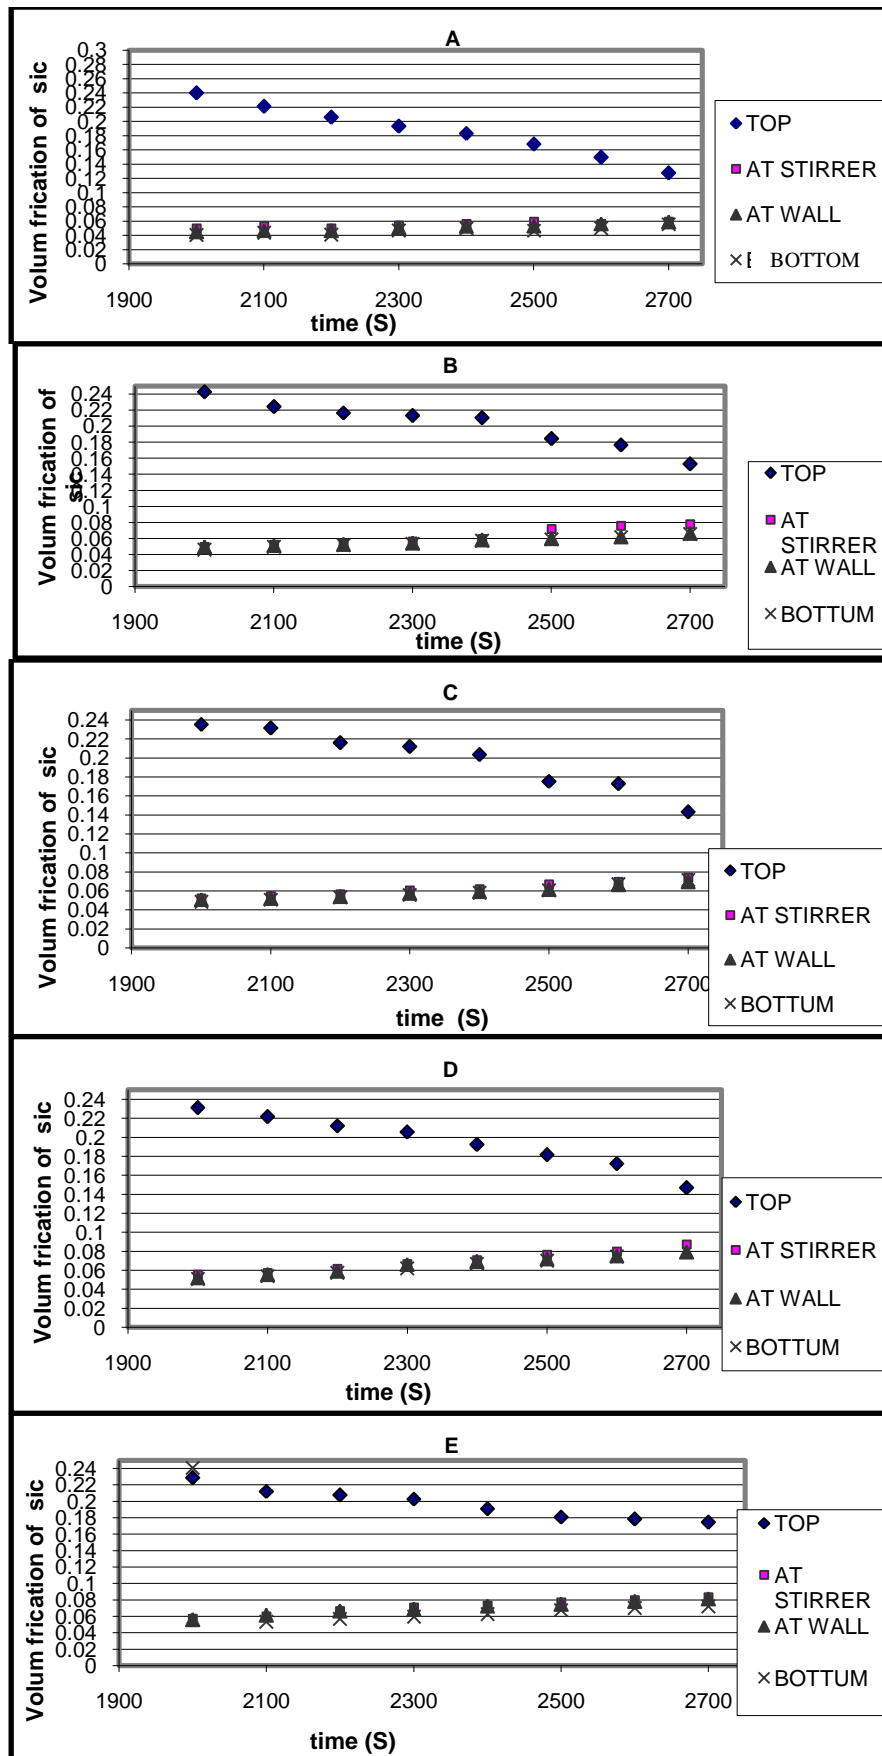 A
Volum frication of sic
0.3
0.28
0.26
0.24
0.22
0.2
0.18
0.16
0.14
0.12
0.1
0.08
0.06
0.04
0.02
0
1900 2100 2300 2500 2700
time (S)
TOP
AT STIRRER
AT WALL
BOTTOM
B
Volum frication of
sic
0.24
0.22
0.2
0.18
0.16
0.14
0.12
0.1
0.08
0.06
0.04
0.02
0
1900 2100 2300 2500 2700
time (S)
TOP
AT
STIRRER
AT WALL
BOTTUM
C
Volum frication of sic
0.24
0.22
0.2
0.18
0.16
0.14
0.12
0.1
0.08
0.06
0.04
0.02
0
1900 2100 2300 2500 2700
time (S)
TOP
AT STIRRER
AT WALL
BOTTUM
D
Volum frication of sic
0.24
0.22
0.2
0.18
0.16
0.14
0.12
0.1
0.08
0.06
0.04
0.02
0
1900 2100 2300 2500 2700
time (S)
TOP
AT STIRRER
AT WALL
BOTTUM
E
Volum frication of sic
0.24
0.22
0.2
0.18
0.16
0.14
0.12
0.1
0.08
0.06
0.04
0.02
0
1900 2100 2300 2500 2700
time (S)
TOP
AT
STIRRER
AT WALL
BOTTUM